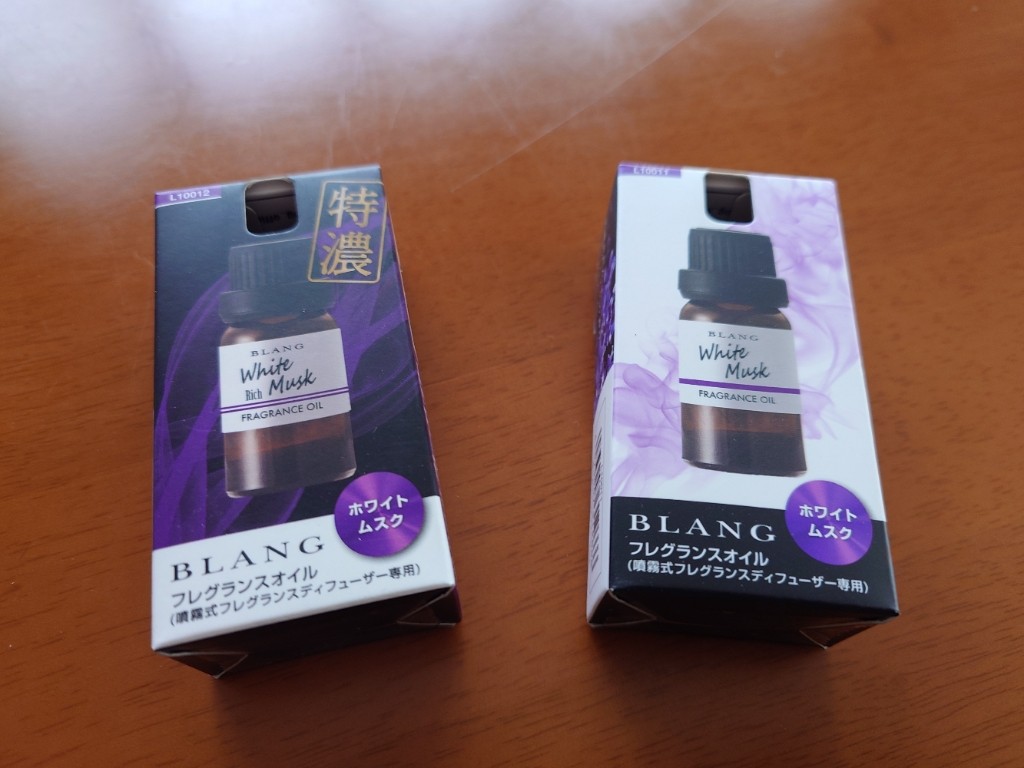 L10012
特
濃
BLANG
White
Rich Musk
FRAGRANCE OIL
ホワイト
ムスク
BLANG
フレグランスオイル
(噴霧式フレグランスディフューザー専用)
L10011
BLANG
White
Musk
FRAGRANCE OIL
ホワイト
ムスク
BLANG
フレグランスオイル
(噴霧式フレグランスディフューザー専用)